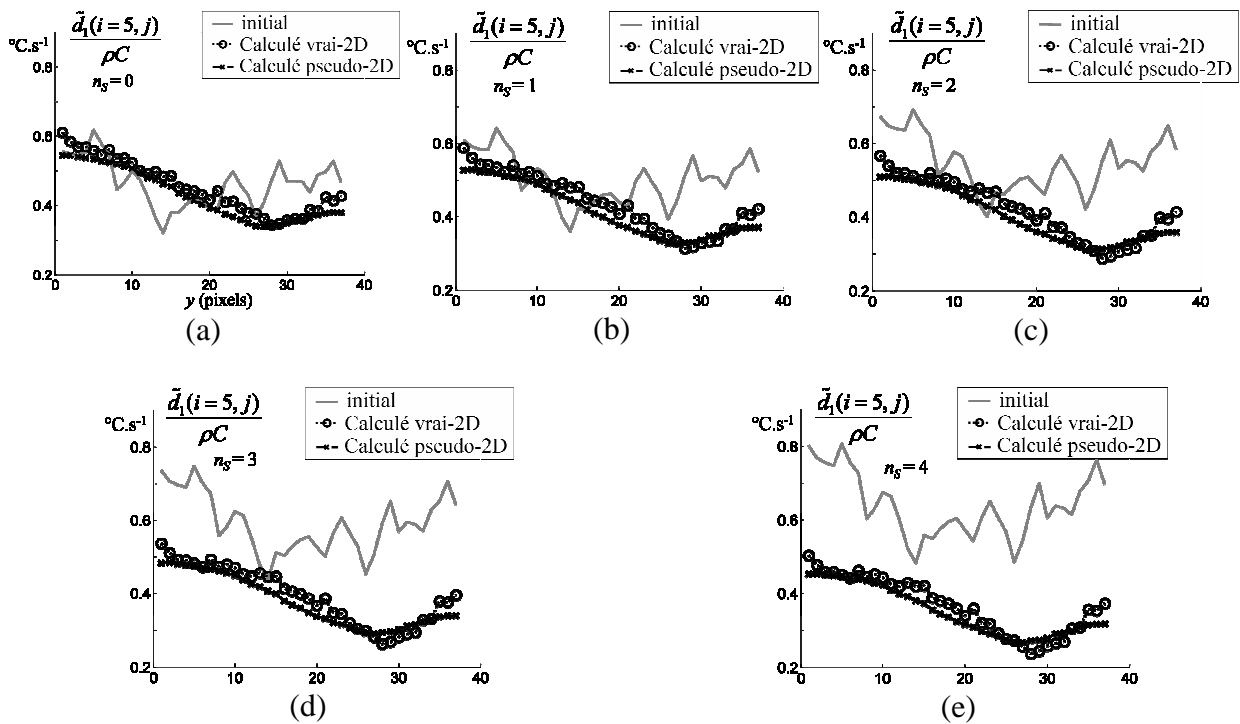 d̃₁(i = 5, j)
ρC
°C.s⁻¹
n_S = 0
initial
Calculé vrai-2D
Calculé pseudo-2D
0.8
0.6
0.4
0.2
0 10 20 30 40
y (pixels)
(a)
d̃₁(i = 5, j)
ρC
°C.s⁻¹
n_S = 1
initial
Calculé vrai-2D
Calculé pseudo-2D
0.8
0.6
0.4
0.2
0 10 20 30 40
(b)
d̃₁(i = 5, j)
ρC
°C.s⁻¹
n_S = 2
initial
Calculé vrai-2D
Calculé pseudo-2D
0.8
0.6
0.4
0.2
0 10 20 30 40
(c)
d̃₁(i = 5, j)
ρC
°C.s⁻¹
n_S = 3
initial
Calculé vrai-2D
Calculé pseudo-2D
0.8
0.6
0.4
0.2
0 10 20 30 40
(d)
d̃₁(i = 5, j)
ρC
°C.s⁻¹
n_S = 4
initial
Calculé vrai-2D
Calculé pseudo-2D
0.8
0.6
0.4
0.2
0 10 20 30 40
(e)